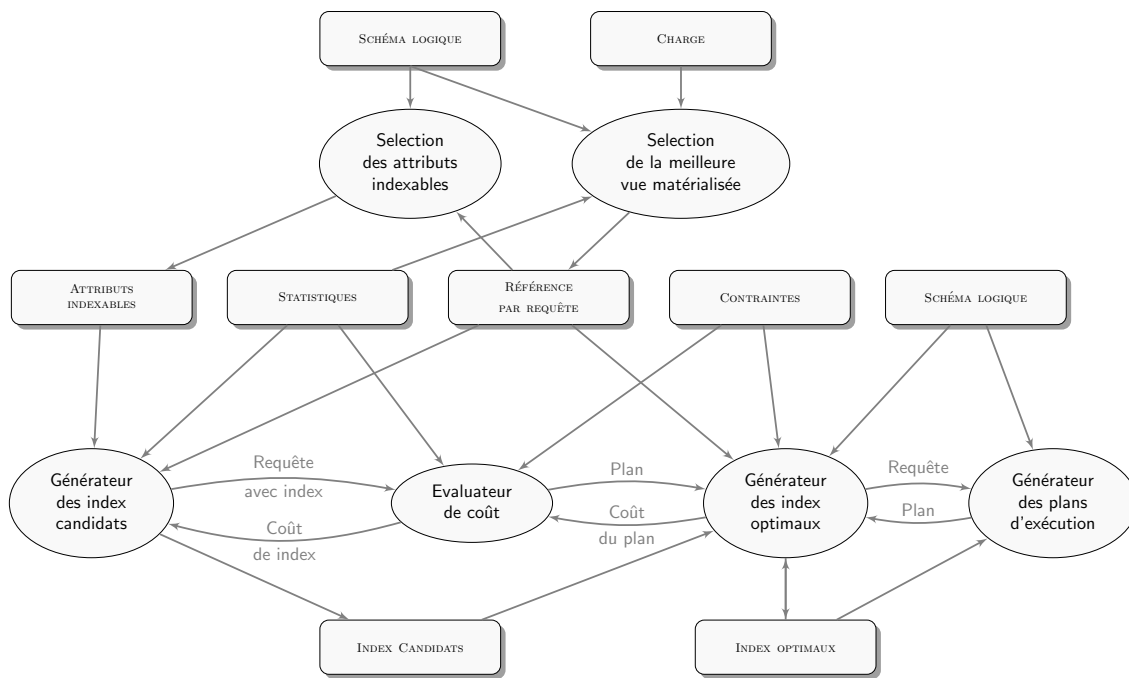 SCHÉMA LOGIQUE
CHARGE
Selection
des attributs
indexables
Selection
de la meilleure
vue matérialisée
ATTRIBUTS
INDEXABLES
STATISTIQUES
RÉFÉRENCE
PAR REQUÊTE
CONTRAINTES
SCHÉMA LOGIQUE
Générateur
des index
candidats
Requête
avec index
Coût
de index
Evaluateur
de coût
Plan
Coût
du plan
Générateur
des index
optimaux
Requête
Plan
Générateur
des plans
d'exécution
INDEX CANDIDATS
INDEX OPTIMAUX